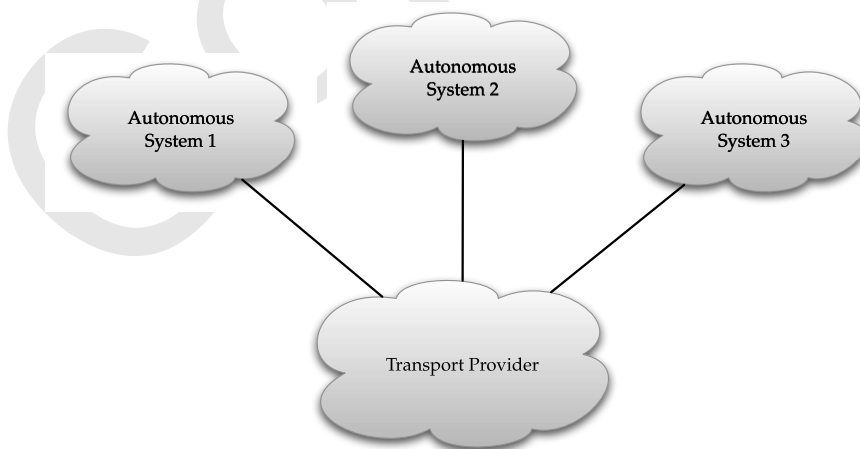 Autonomous
System 1
Autonomous
System 2
Autonomous
System 3
Transport Provider